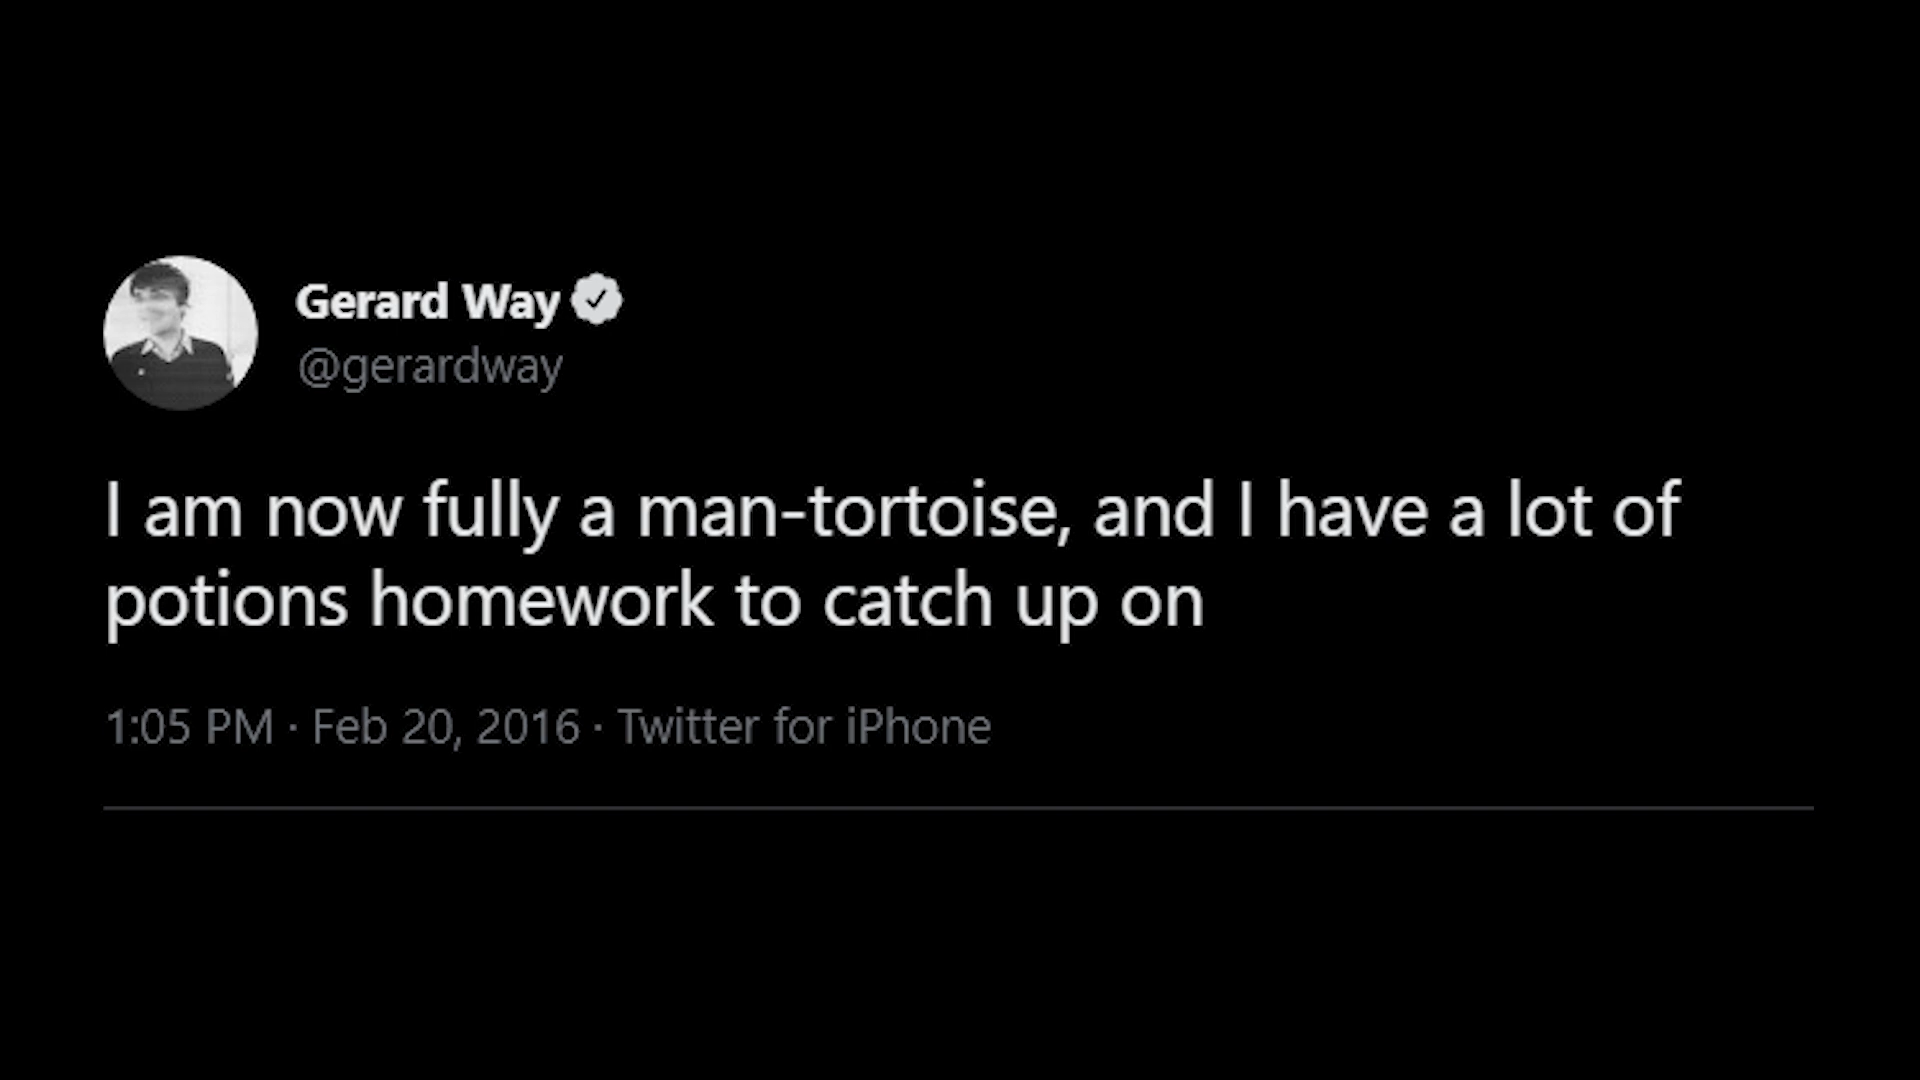 Gerard Way
@gerardway
I am now fully a man-tortoise, and I have a lot of
potions homework to catch up on
1:05 PM · Feb 20, 2016 · Twitter for iPhone